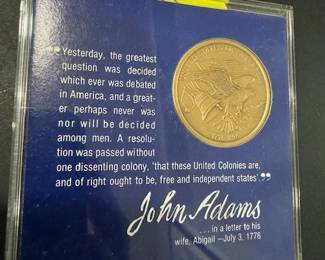 “Yesterday, the greatest
question was decided
which ever was debated
in America, and a great-
er perhaps never was
nor will be decided
among men. A resolu-
tion was passed without
one dissenting colony, ‘that these United Colonies are,
and of right ought to be, free and independent states’.”
John Adams
. . . in a letter to his
wife, Abigail—July 3, 1776